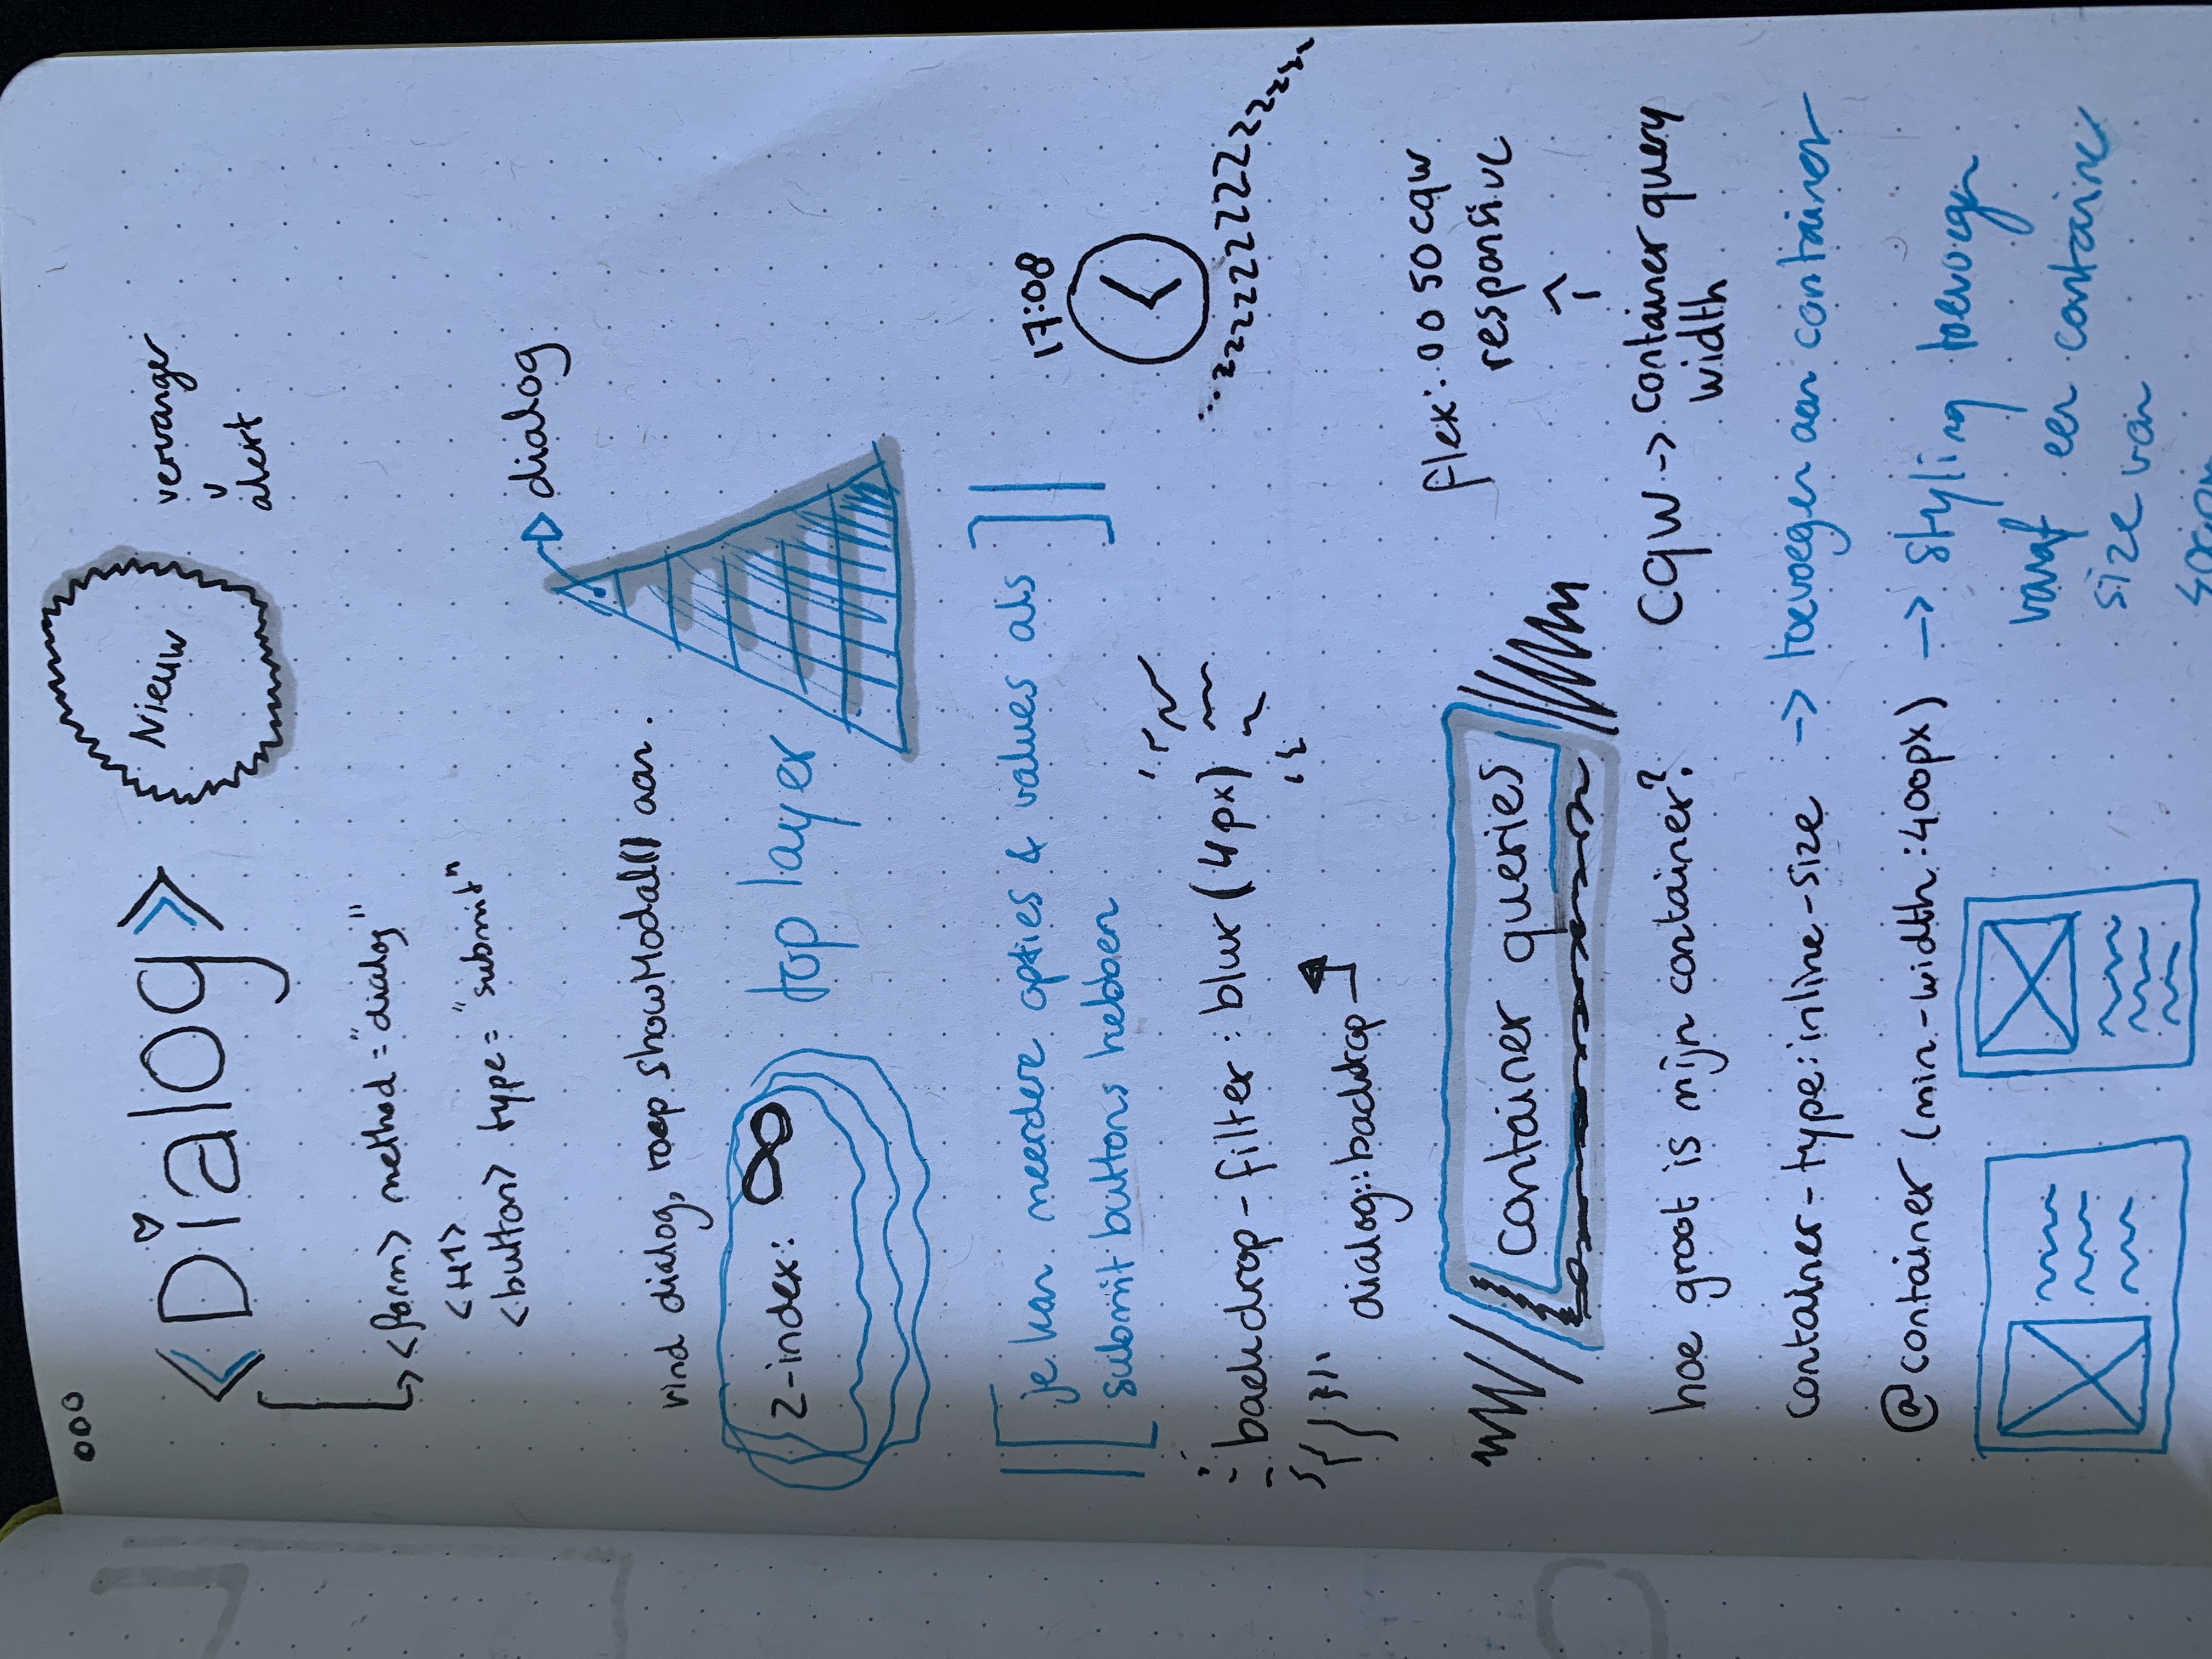 <Dialog>
Nieuw
vervanger
v
alert
<form> method = "dialog"
<H1>
<button> type = "submit"
dialog
vind dialog, roep showModal() aan.
z-index: ∞
top layer
je kan meerdere opties & values als
submit buttons hebben
17:08
zzzzzzzzzzzzzzz
backdrop-filter: blur(4px)
dialog::backdrop
container queries
flex: 0 0 50cqw
responsive
hoe groot is mijn container?
cqw -> container query
width
container-type: inline-size -> toevoegen aan container
@container (min-width: 400px) -> styling toevoegen
vanaf een container
size van